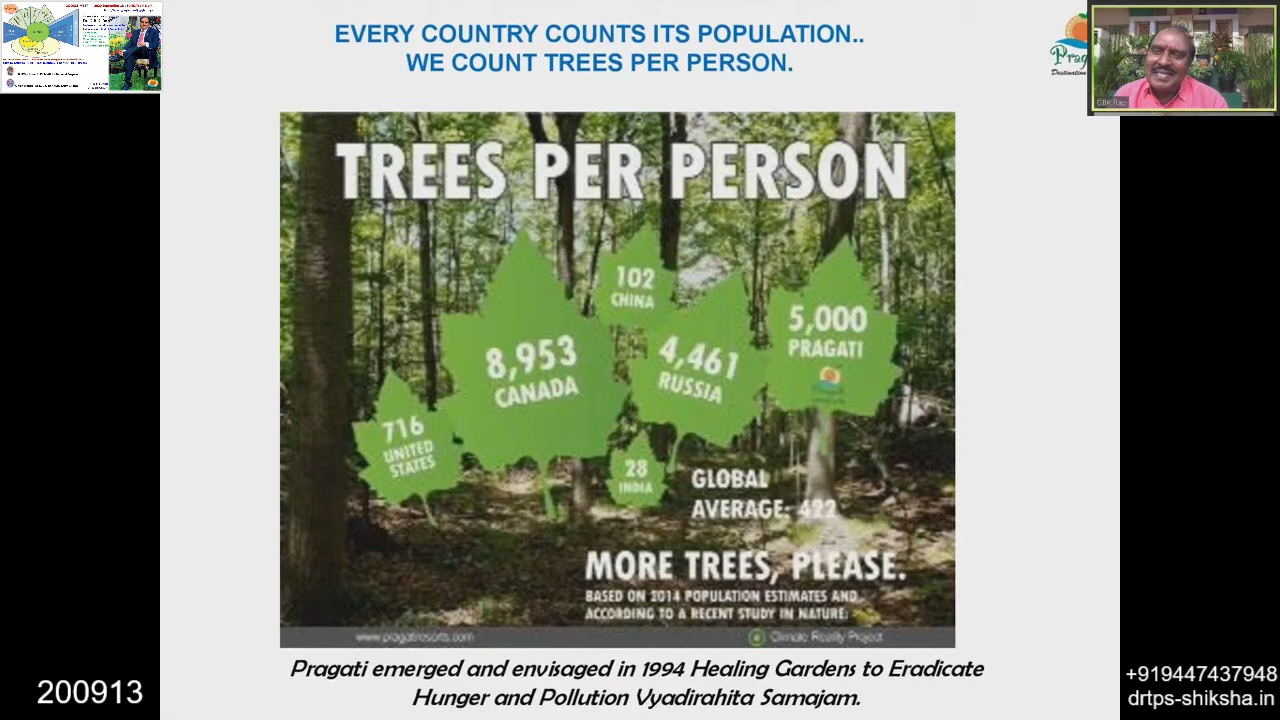 EVERY COUNTRY COUNTS ITS POPULATION..
WE COUNT TREES PER PERSON.
GBK Rao
TREES PER PERSON
102
CHINA
5,000
PRAGATI
8,953
CANADA
4,461
RUSSIA
716
UNITED
STATES
28
INDIA
GLOBAL
AVERAGE: 422
MORE TREES, PLEASE.
BASED ON 2014 POPULATION ESTIMATES AND
ACCORDING TO A RECENT STUDY IN NATURE.
www.pragatiresorts.com
Climate Reality Project
Pragati emerged and envisaged in 1994 Healing Gardens to Eradicate
Hunger and Pollution Vyadirahita Samajam.
200913
+919447437948
drtps-shiksha.in